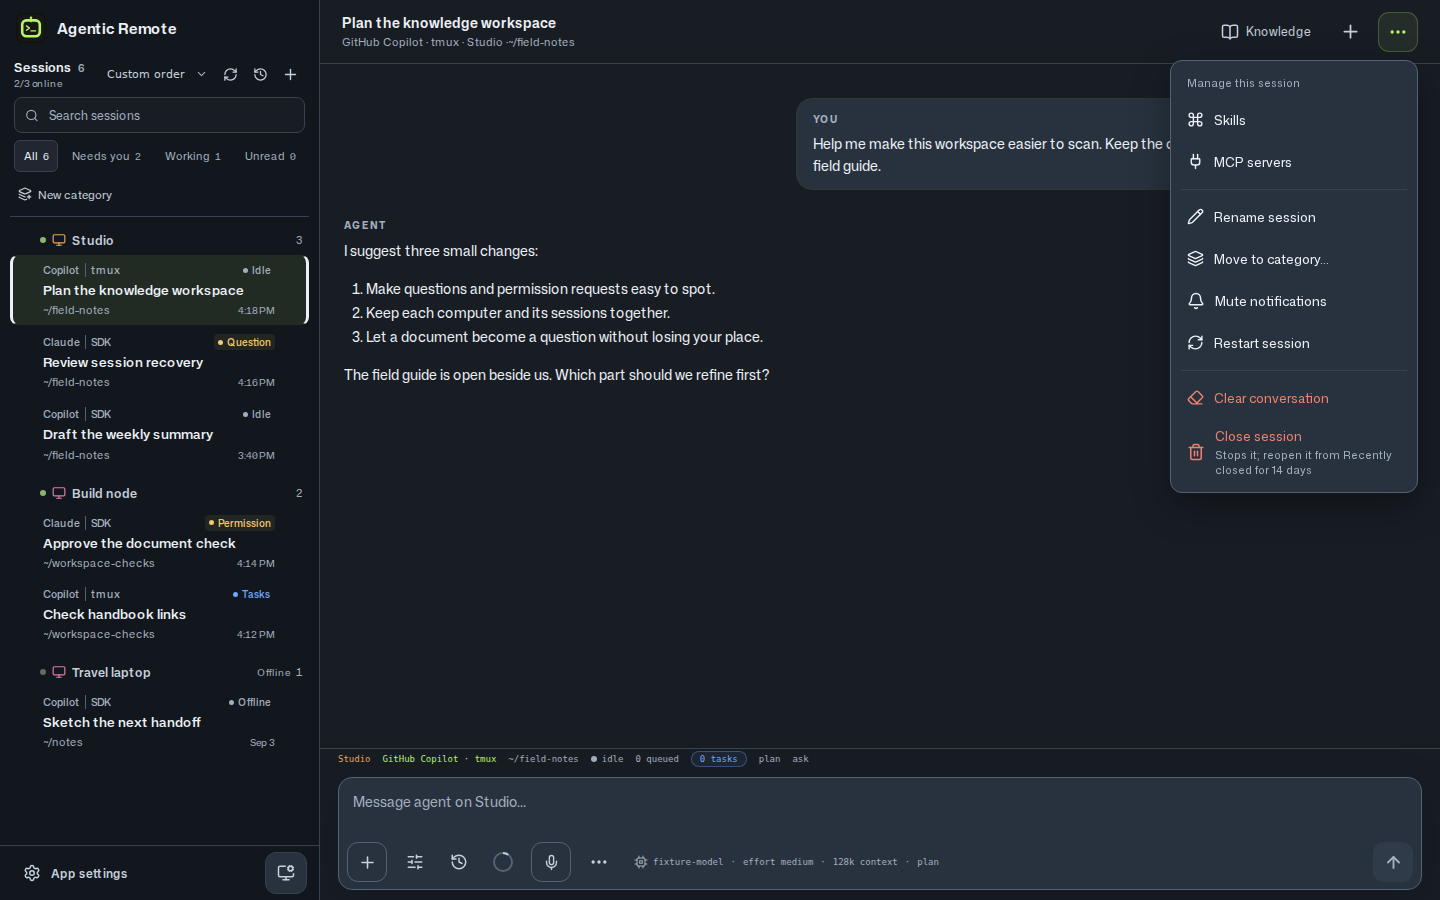 Agentic Remote
Sessions 6
2/3 online
Custom order
Search sessions
All 6
Needs you 2
Working 1
Unread 0
New category
Studio 3
Copilot | tmux Idle
Plan the knowledge workspace
~/field-notes 4:18 PM
Claude | SDK Question
Review session recovery
~/field-notes 4:16 PM
Copilot | SDK Idle
Draft the weekly summary
~/field-notes 3:40 PM
Build node 2
Claude | SDK Permission
Approve the document check
~/workspace-checks 4:14 PM
Copilot | tmux Tasks
Check handbook links
~/workspace-checks 4:12 PM
Travel laptop Offline 1
Copilot | SDK Offline
Sketch the next handoff
~/notes Sep 3
App settings
Plan the knowledge workspace
GitHub Copilot · tmux · Studio · ~/field-notes
Knowledge
YOU
Help me make this workspace easier to scan. Keep the
field guide.
AGENT
I suggest three small changes:
1. Make questions and permission requests easy to spot.
2. Keep each computer and its sessions together.
3. Let a document become a question without losing your place.
The field guide is open beside us. Which part should we refine first?
Manage this session
Skills
MCP servers
Rename session
Move to category...
Mute notifications
Restart session
Clear conversation
Close session
Stops it; reopen it from Recently
closed for 14 days
Studio GitHub Copilot · tmux ~/field-notes idle 0 queued 0 tasks plan ask
Message agent on Studio...
fixture-model · effort medium · 128k context · plan